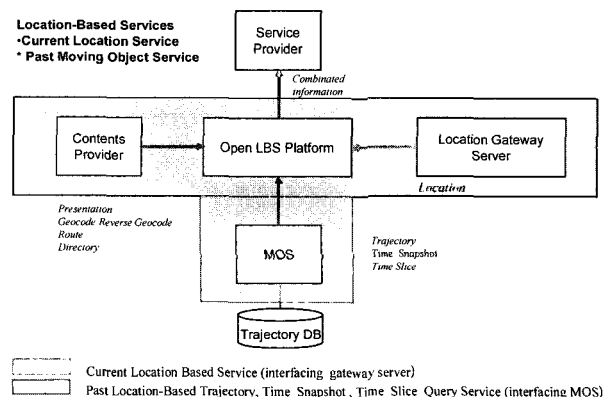 Location-Based Services
•Current Location Service
* Past Moving Object Service
Service
Provider
Combinated
information
Contents
Provider
Open LBS Platform
Location Gateway
Server
Location
Presentation
Geocode Reverse Geocode
Route
Directory
MOS
Trajectory
Time Snapshot
Time Slice
Trajectory DB
Current Location Based Service (interfacing gateway server)
Past Location-Based Trajectory, Time Snapshot, Time Slice Query Service (interfacing MOS)